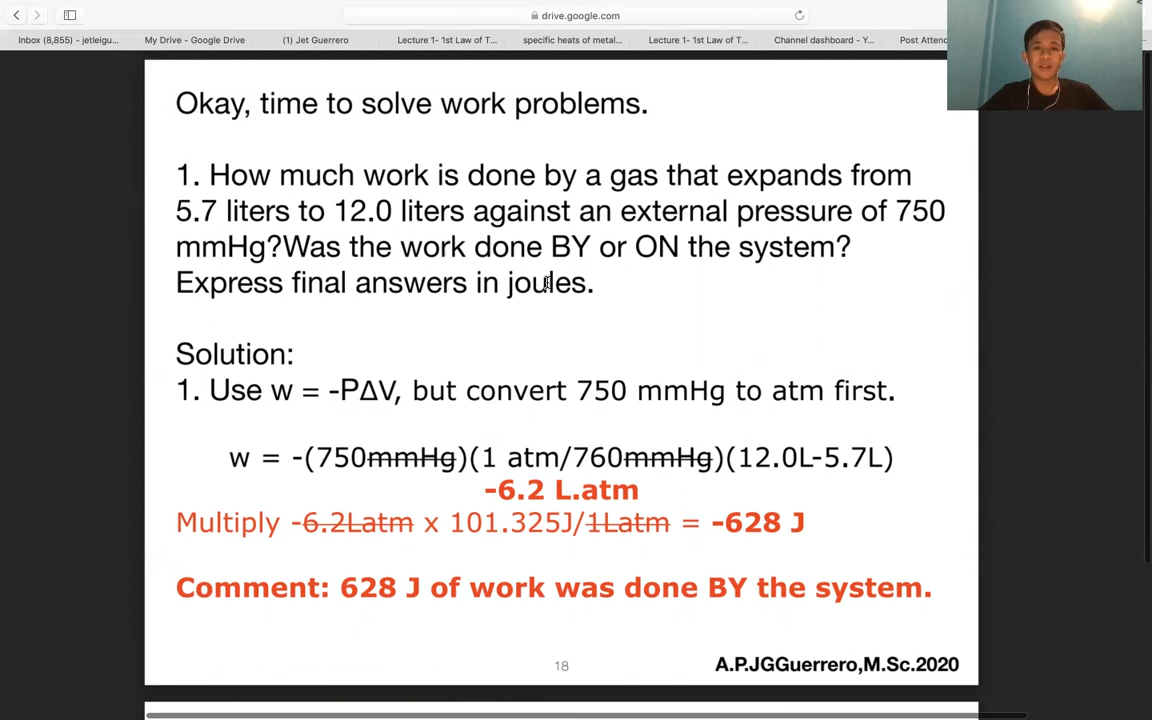 drive.google.com
Inbox (8,855) - jetleigu... My Drive - Google Drive (1) Jet Guerrero Lecture 1- 1st Law of T... specific heats of metal... Lecture 1- 1st Law of T... Channel dashboard - Y... Post Attend
Okay, time to solve work problems.
1. How much work is done by a gas that expands from
5.7 liters to 12.0 liters against an external pressure of 750
mmHg?Was the work done BY or ON the system?
Express final answers in joules.
Solution:
1. Use w = -PΔV, but convert 750 mmHg to atm first.
w = -(750mmHg)(1 atm/760mmHg)(12.0L-5.7L)
-6.2 L.atm
Multiply -6.2Latm x 101.325J/1Latm = -628 J
Comment: 628 J of work was done BY the system.
18
A.P.JGGuerrero,M.Sc.2020